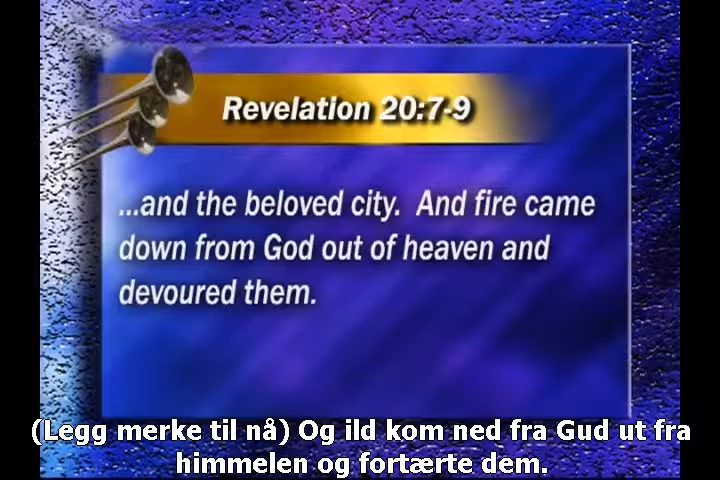 Revelation 20:7-9
...and the beloved city. And fire came
down from God out of heaven and
devoured them.
(Legg merke til nå) Og ild kom ned fra Gud ut fra
himmelen og fortærte dem.